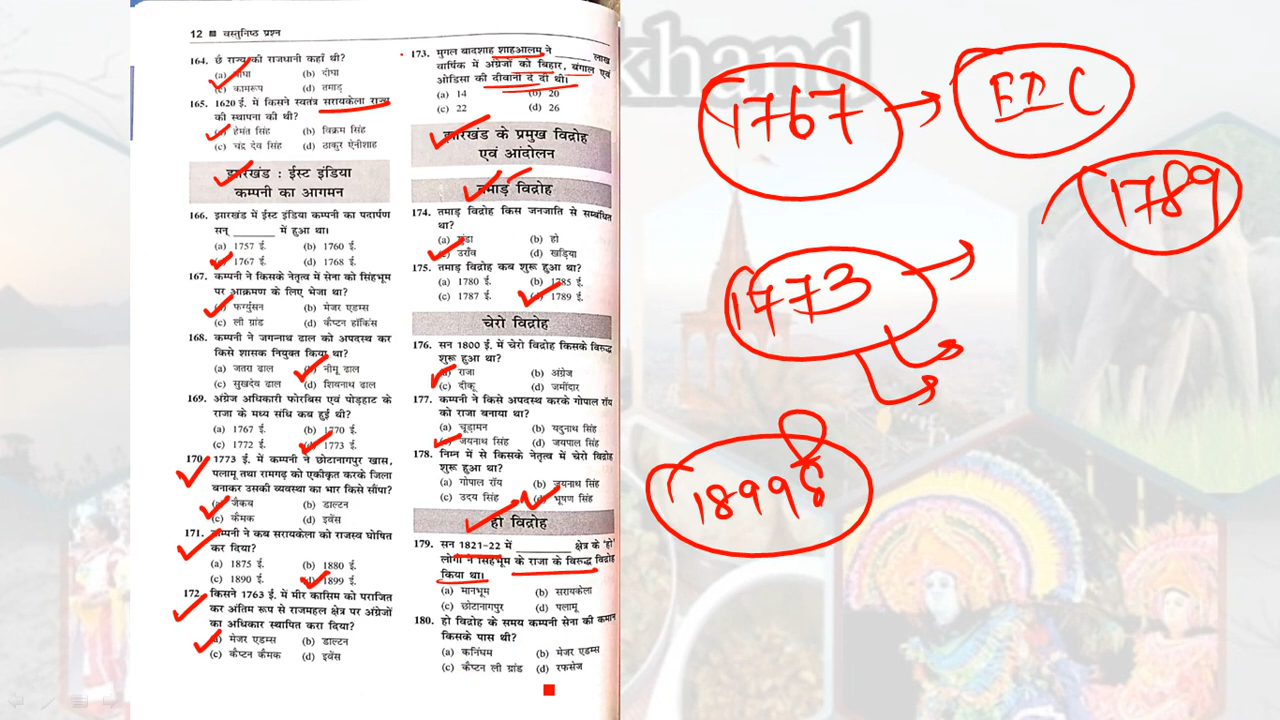 12 ■ वस्तुनिष्ठ प्रश्न
164. छै राज्य की राजधानी कहाँ थी?
(b) दीपा
(c) कामरूप (d) तमाड़
165. 1620 ई. में किसने स्वतंत्र सरायकेला राज्य
की स्थापना की थी?
(a) हेमंत सिंह (b) विक्रम सिंह
(c) चंद्र देव सिंह (d) ठाकुर ऐनीशाह
झारखंड : ईस्ट इंडिया
कम्पनी का आगमन
166. झारखंड में ईस्ट इंडिया कम्पनी का पदार्पण
सन् ________ में हुआ था।
(a) 1757 ई. (b) 1760 ई.
(c) 1767 ई. (d) 1768 ई.
167. कम्पनी ने किसके नेतृत्व में सेना को सिंहभूम
पर आक्रमण के लिए भेजा था?
(a) फर्ग्युसन (b) मेजर एडम्स
(c) ली ग्रांड (d) कैप्टन हॉकिंस
168. कम्पनी ने जगन्नाथ ढाल को अपदस्थ कर
किसे शासक नियुक्त किया था?
(a) जतरा ढाल (b) नीमू ढाल
(c) सुखदेव ढाल (d) शिवनाथ ढाल
169. अंग्रेज अधिकारी फोरबिस एवं पोड़हाट के
राजा के मध्य संधि कब हुई थी?
(a) 1767 ई. (b) 1770 ई.
(c) 1772 ई. (d) 1773 ई.
170. 1773 ई. में कम्पनी ने छोटानागपुर खास,
पलामू तथा रामगढ़ को एकीकृत करके जिला
बनाकर उसकी व्यवस्था का भार किसे सौंपा?
(a) जैकब (b) डाल्टन
(c) कैमक (d) इवेंस
171. कम्पनी ने कब सरायकेला को राजस्व घोषित
कर दिया?
(a) 1875 ई. (b) 1880 ई.
(c) 1890 ई. (d) 1899 ई.
172. किसने 1763 ई. में मीर कासिम को पराजित
कर अंतिम रूप से राजमहल क्षेत्र पर अंग्रेजों
का अधिकार स्थापित करा दिया?
(a) मेजर एडम्स (b) डाल्टन
(c) कैप्टन कैमक (d) इवेंस
173. मुगल बादशाह शाहआलम ने ______ लाख
वार्षिक में अंग्रेजों को बिहार, बंगाल एवं
ओडिसा की दीवानी दे दी थी।
(a) 14 (b) 20
(c) 22 (d) 26
झारखंड के प्रमुख विद्रोह
एवं आंदोलन
तमाड़ विद्रोह
174. तमाड़ विद्रोह किस जनजाति से सम्बंधित
था?
(a) मुंडा (b) हो
(c) उराँव (d) खड़िया
175. तमाड़ विद्रोह कब शुरू हुआ था?
(a) 1780 ई. (b) 1785 ई.
(c) 1787 ई. (d) 1789 ई.
चेरो विद्रोह
176. सन 1800 ई. में चेरो विद्रोह किसके विरुद्ध
शुरू हुआ था?
(a) राजा (b) अंग्रेज
(c) दीकू (d) जमींदार
177. कम्पनी ने किसे अपदस्थ करके गोपाल रॉय
को राजा बनाया था?
(a) चूड़ामन (b) यदुनाथ सिंह
(c) जयनाथ सिंह (d) जयपाल सिंह
178. निम्न में से किसके नेतृत्व में चेरो विद्रोह
शुरू हुआ था?
(a) गोपाल रॉय (b) जयनाथ सिंह
(c) उदय सिंह (d) भूषण सिंह
हो विद्रोह
179. सन 1821-22 में ________ क्षेत्र के 'हो'
लोगों ने सिंहभूम के राजा के विरुद्ध विद्रोह
किया था।
(a) मानभूम (b) सरायकेला
(c) छोटानागपुर (d) पलामू
180. हो विद्रोह के समय कम्पनी सेना की कमान
किसके पास थी?
(a) कनिंघम (b) मेजर एडम्स
(c) कैप्टन ली ग्रांड (d) रफसेज
khand
1767 → EIC
1789
1773
1899 ई